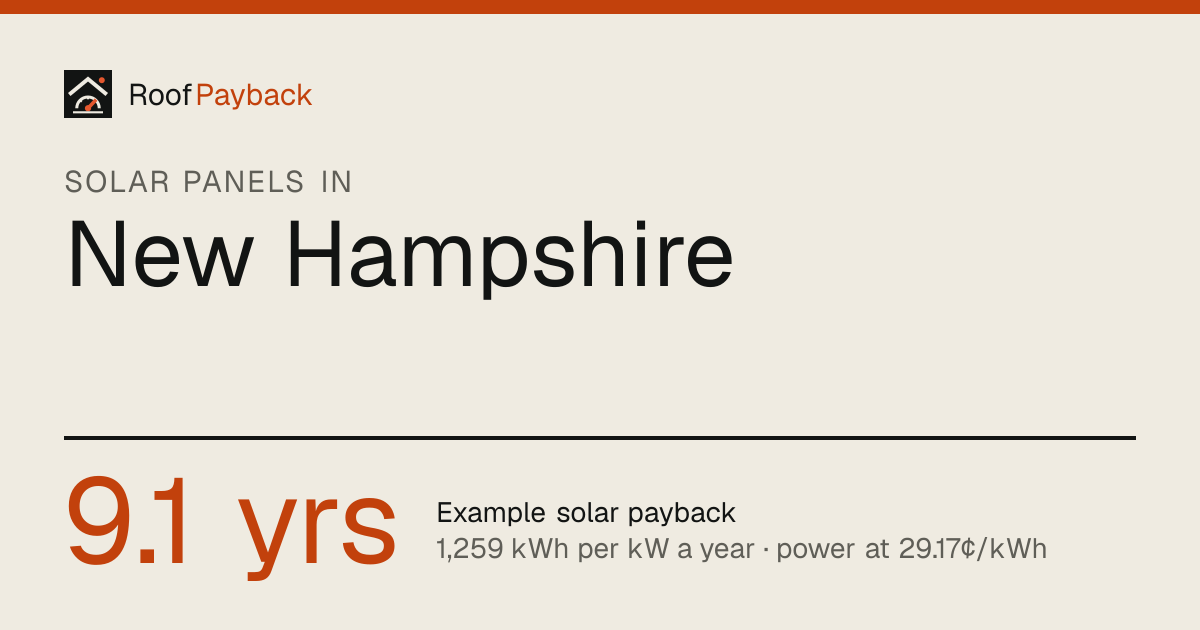 RoofPayback
SOLAR PANELS IN
New Hampshire
9.1 yrs
Example solar payback
1,259 kWh per kW a year · power at 29.17¢/kWh